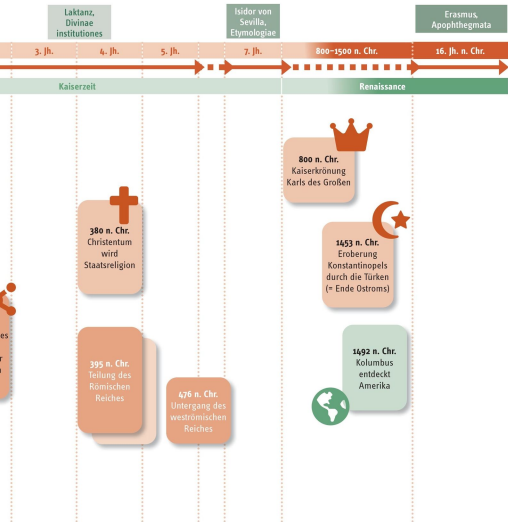 Laktanz,
Divinae
institutiones
Isidor von
Sevilla,
Etymologiae
Erasmus,
Apophthegmata
3. Jh.
4. Jh.
5. Jh.
7. Jh.
800–1500 n. Chr.
16. Jh. n. Chr.
Kaiserzeit
Renaissance
800 n. Chr.
Kaiserkrönung
Karls des Großen
380 n. Chr.
Christentum
wird
Staatsreligion
1453 n. Chr.
Eroberung
Konstantinopels
durch die Türken
(= Ende Ostroms)
395 n. Chr.
Teilung des
Römischen
Reiches
476 n. Chr.
Untergang des
weströmischen
Reiches
1492 n. Chr.
Kolumbus
entdeckt
Amerika